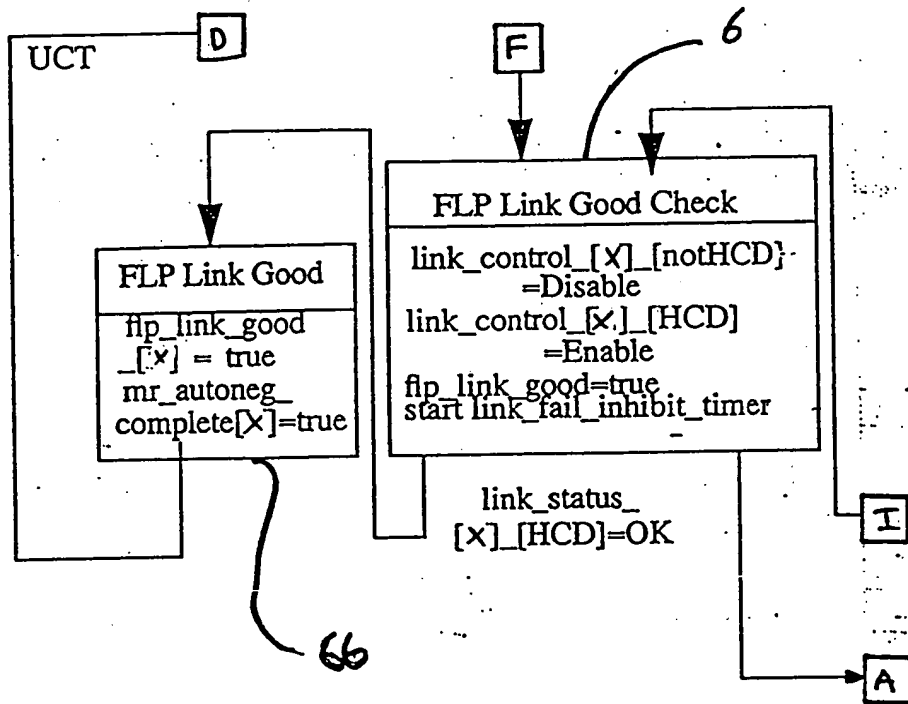 D
UCT
F
6
FLP Link Good Check
link_control_[X]_[notHCD]
=Disable
link_control_[X]_[HCD]
=Enable
flp_link_good=true
start link_fail_inhibit_timer
FLP Link Good
flp_link_good
_[X] = true
mr_autoneg_
complete[X]=true
link_status_
[X]_[HCD]=OK
I
66
A